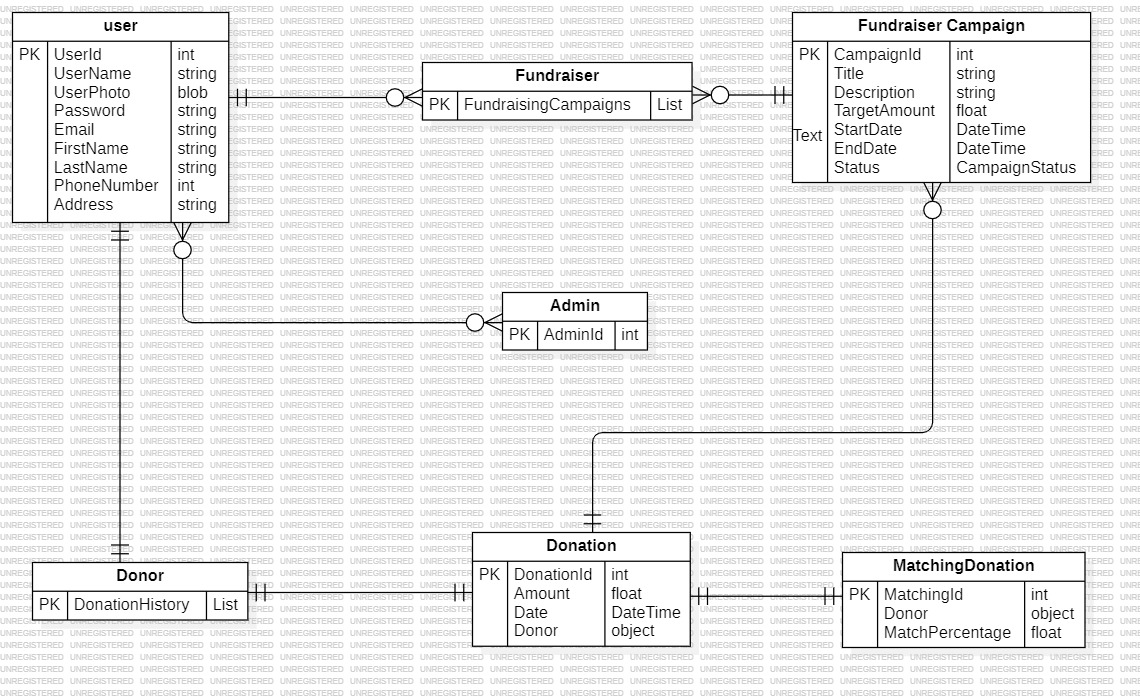 user
PK UserId int
UserName string
UserPhoto blob
Password string
Email string
FirstName string
LastName string
PhoneNumber int
Address string
Fundraiser
PK FundraisingCampaigns List
Fundraiser Campaign
PK CampaignId int
Title string
Description string
TargetAmount float
Text StartDate DateTime
EndDate DateTime
Status CampaignStatus
Admin
PK AdminId int
Donor
PK DonationHistory List
Donation
PK DonationId int
Amount float
Date DateTime
Donor object
MatchingDonation
PK MatchingId int
Donor object
MatchPercentage float
UNREGISTERED